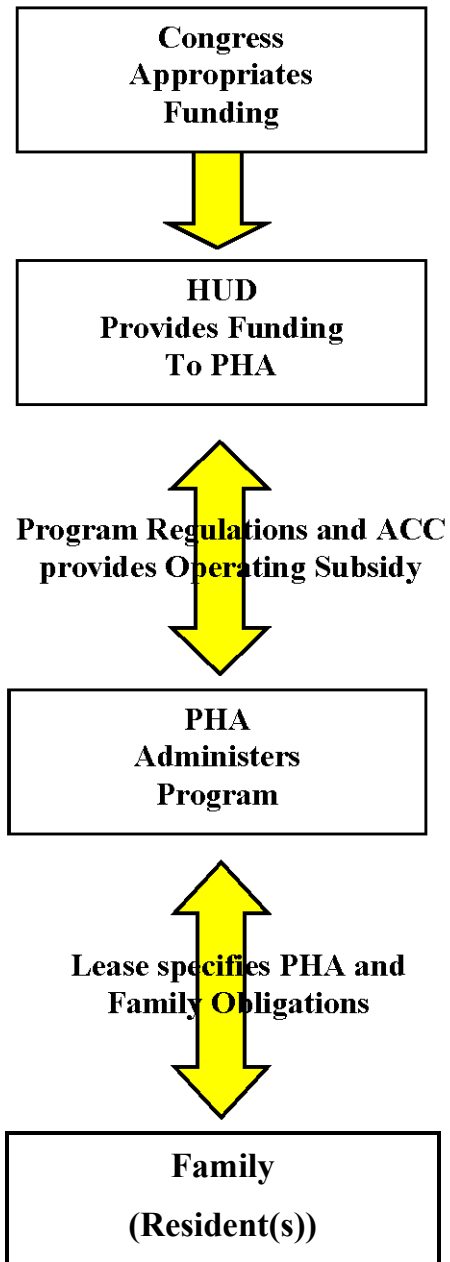 Congress
Appropriates
Funding
HUD
Provides Funding
To PHA
Program Regulations and ACC
provides Operating Subsidy
PHA
Administers
Program
Lease specifies PHA and
Family Obligations
Family
(Resident(s))